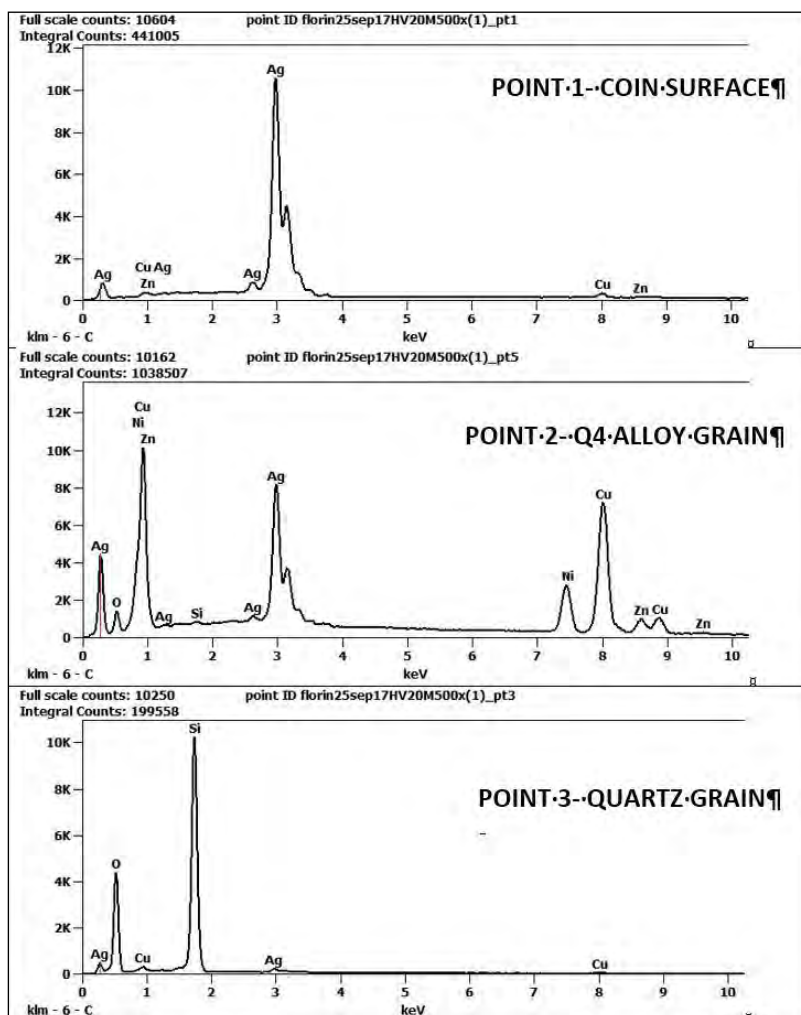 Full scale counts: 10604 point ID florin25sep17HV20M500x(1)_pt1
Integral Counts: 441005
12K
Ag
10K
POINT·1-·COIN·SURFACE¶
8K
6K
4K
2K
Ag
Cu Ag
Zn
Ag
Cu
Zn
0
0 1 2 3 4 5 6 7 8 9 10
klm - 6 - C keV
Full scale counts: 10162 point ID florin25sep17HV20M500x(1)_pt5
Integral Counts: 1038507
12K
Cu
Ni
Zn
POINT·2-·Q4·ALLOY·GRAIN¶
10K
Ag
8K
Cu
6K
Ag
4K
Ni
2K
O
Ag
Si
Ag
Zn
Cu
Zn
0
0 1 2 3 4 5 6 7 8 9 10
klm - 6 - C keV
Full scale counts: 10250 point ID florin25sep17HV20M500x(1)_pt3
Integral Counts: 199558
Si
10K
POINT·3-·QUARTZ·GRAIN¶
8K
6K
O
4K
2K
Ag
Cu
Ag
Cu
0
0 1 2 3 4 5 6 7 8 9 10
klm - 6 - C keV